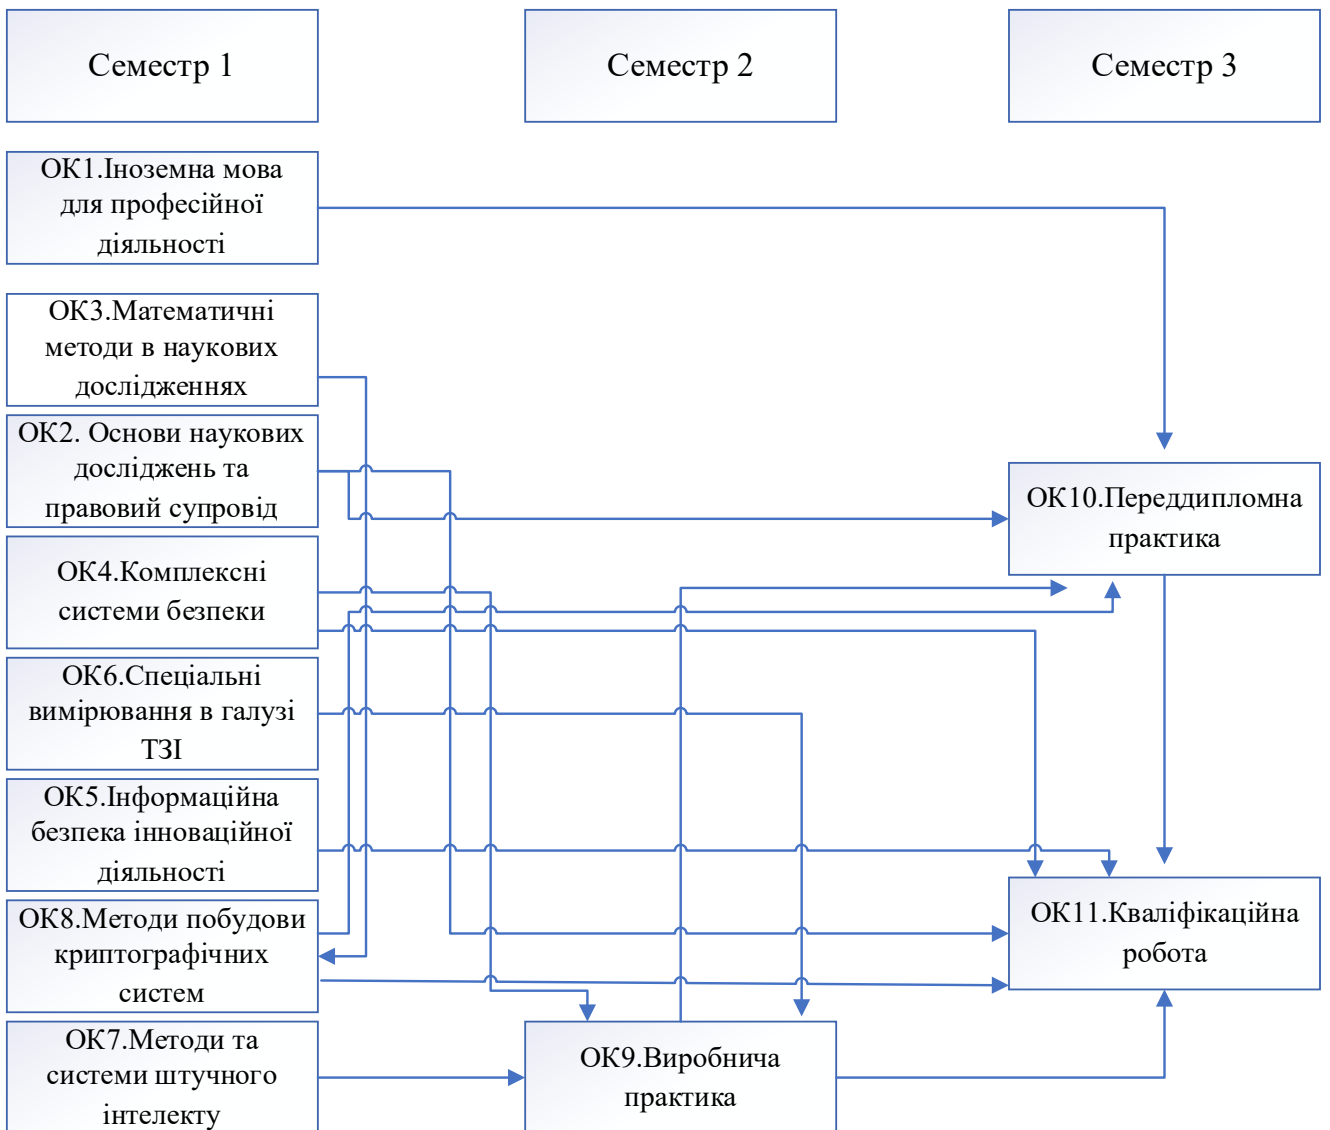 Семестр 1
Семестр 2
Семестр 3
ОК1.Іноземна мова
для професійної
діяльності
ОК3.Математичні
методи в наукових
дослідженнях
ОК2. Основи наукових
досліджень та
правовий супровід
ОК4.Комплексні
системи безпеки
ОК6.Спеціальні
вимірювання в галузі
ТЗІ
ОК5.Інформаційна
безпека інноваційної
діяльності
ОК8.Методи побудови
криптографічних
систем
ОК7.Методи та
системи штучного
інтелекту
ОК9.Виробнича
практика
ОК10.Переддипломна
практика
ОК11.Кваліфікаційна
робота